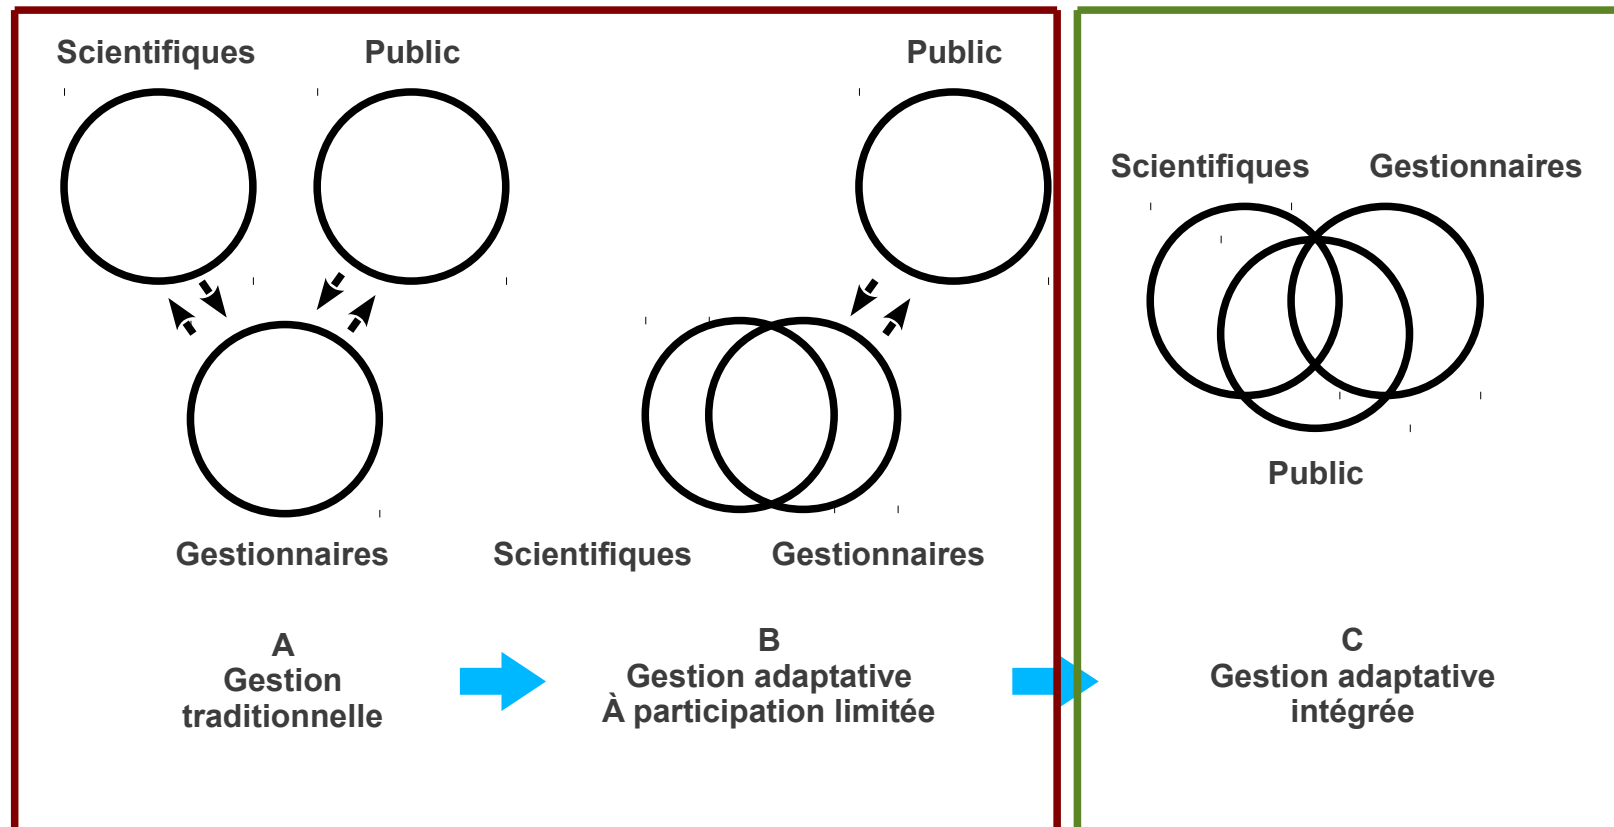 Scientifiques
Public
Gestionnaires
A
Gestion
traditionnelle
Public
Scientifiques
Gestionnaires
B
Gestion adaptative
À participation limitée
Scientifiques
Gestionnaires
Public
C
Gestion adaptative
intégrée